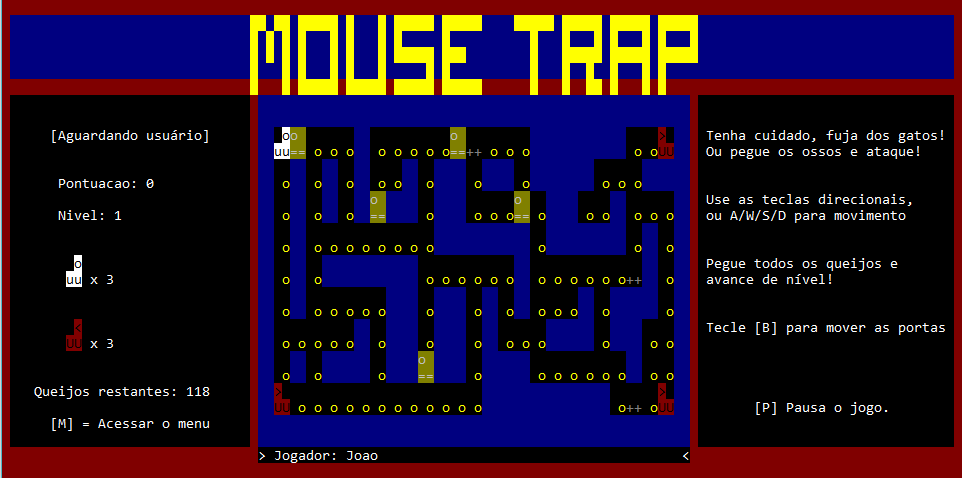 MOUSE TRAP
[Aguardando usuário]
Pontuacao: 0
Nivel: 1
x 3
x 3
Queijos restantes: 118
[M] = Acessar o menu
> Jogador: Joao <
Tenha cuidado, fuja dos gatos!
Ou pegue os ossos e ataque!
Use as teclas direcionais,
ou A/W/S/D para movimento
Pegue todos os queijos e
avance de nível!
Tecle [B] para mover as portas
[P] Pausa o jogo.